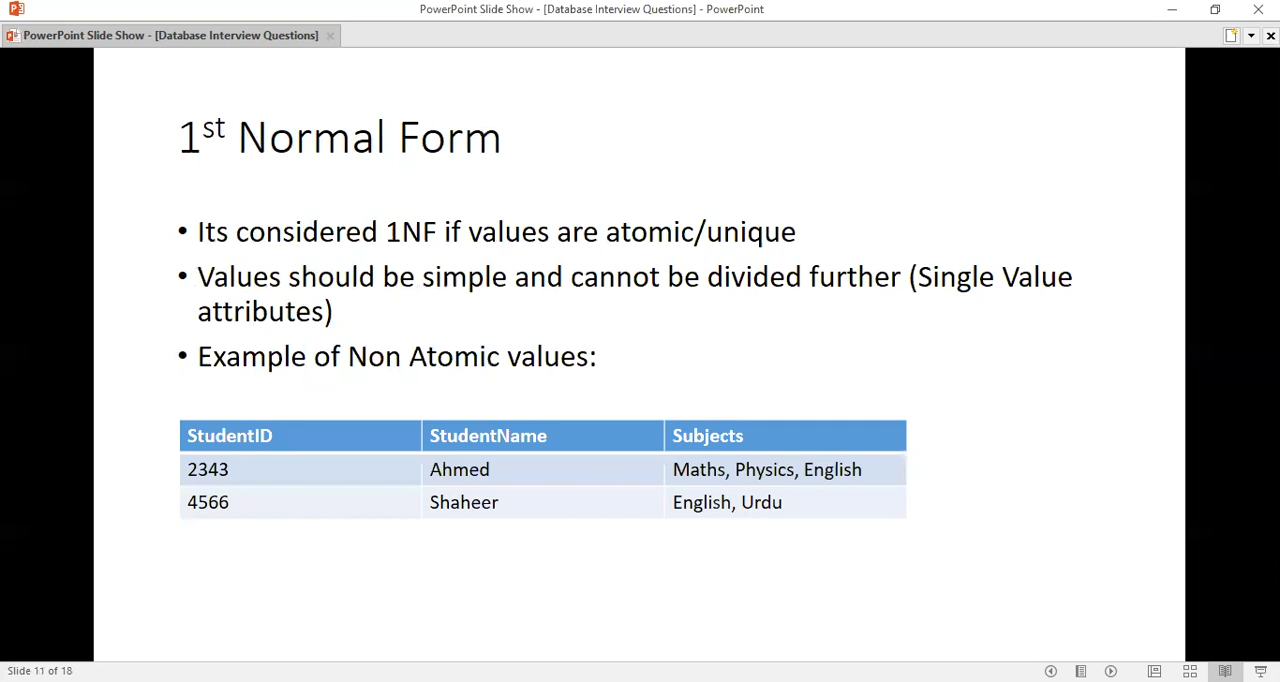 PowerPoint Slide Show - [Database Interview Questions] - PowerPoint
PowerPoint Slide Show - [Database Interview Questions]
1st Normal Form
• Its considered 1NF if values are atomic/unique
• Values should be simple and cannot be divided further (Single Value
attributes)
• Example of Non Atomic values:
StudentID StudentName Subjects
2343 Ahmed Maths, Physics, English
4566 Shaheer English, Urdu
Slide 11 of 18